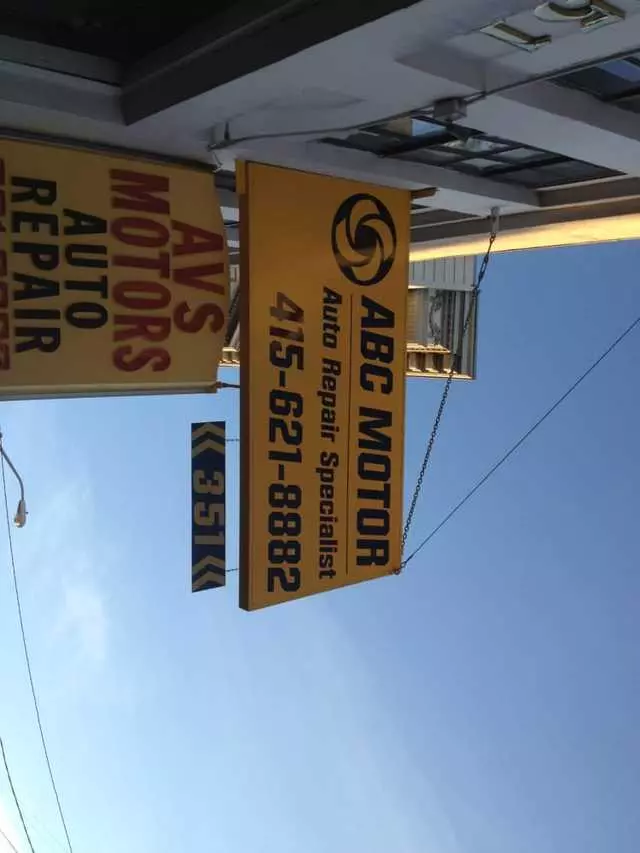 ABC MOTOR
Auto Repair Specialist
415-621-8882
351
AVS
MOTORS
AUTO
REPAIR